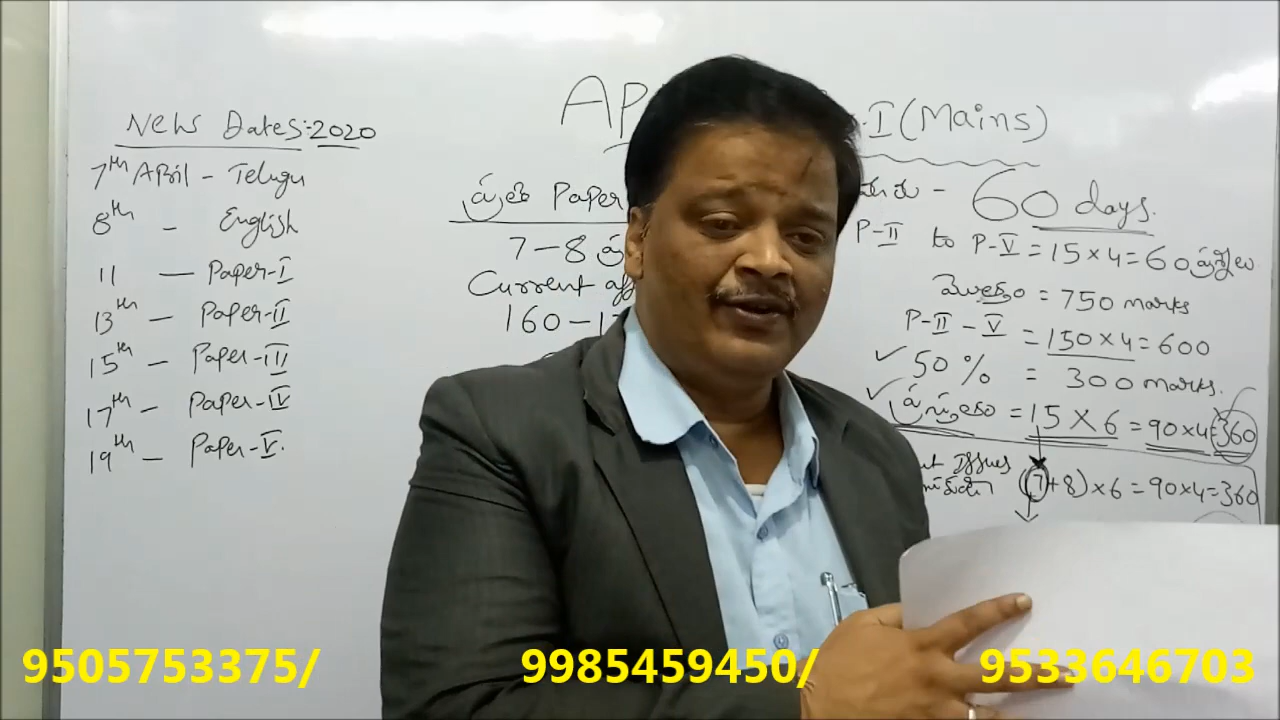 New Dates:-2020
7th April - Telugu
8th - English
11 - Paper-I
13th - Paper-II
15th - Paper-III
17th - Paper-IV
19th - Paper-V.
AP I (Mains)
Paper
7-8
Current
160-
60 days.
P-II to P-V = 15×4=60
మొత్తం = 750 marks
P-II - V = 150×4=600
✓ 50% = 300 marks.
✓ = 15×6 = 90×4=360
Issues
(7+8)×6=90×4=360
9505753375/ 9985459450/ 9533646703